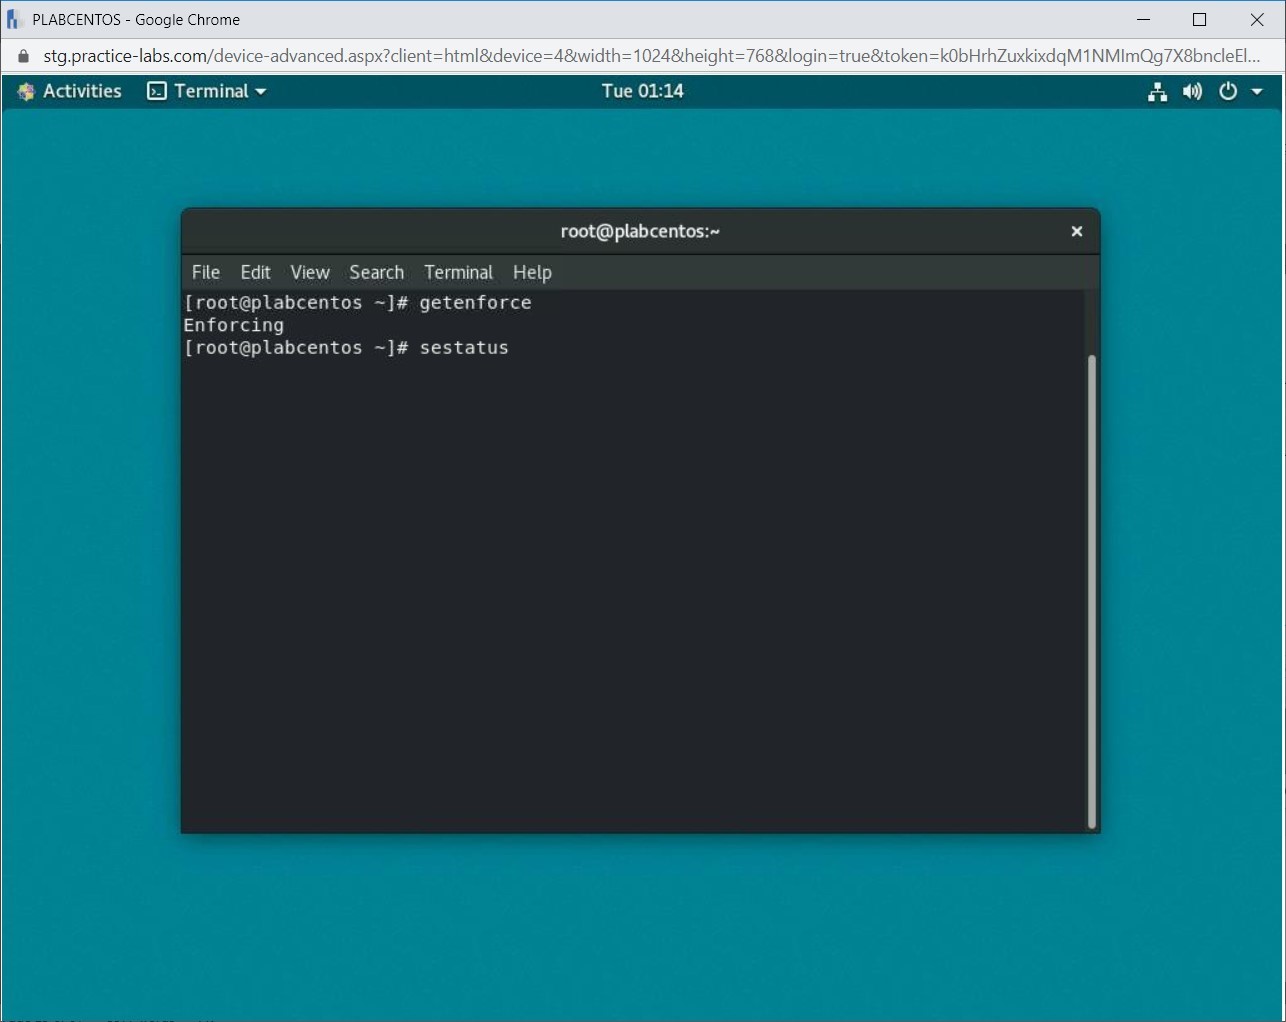 PLABCENTOS - Google Chrome
stg.practice-labs.com/device-advanced.aspx?client=html&device=4&width=1024&height=768&login=true&token=k0bHrhZuxkixdqM1NMImQg7X8bncleEl...
Activities Terminal Tue 01:14
root@plabcentos:~
File Edit View Search Terminal Help
[root@plabcentos ~]# getenforce
Enforcing
[root@plabcentos ~]# sestatus